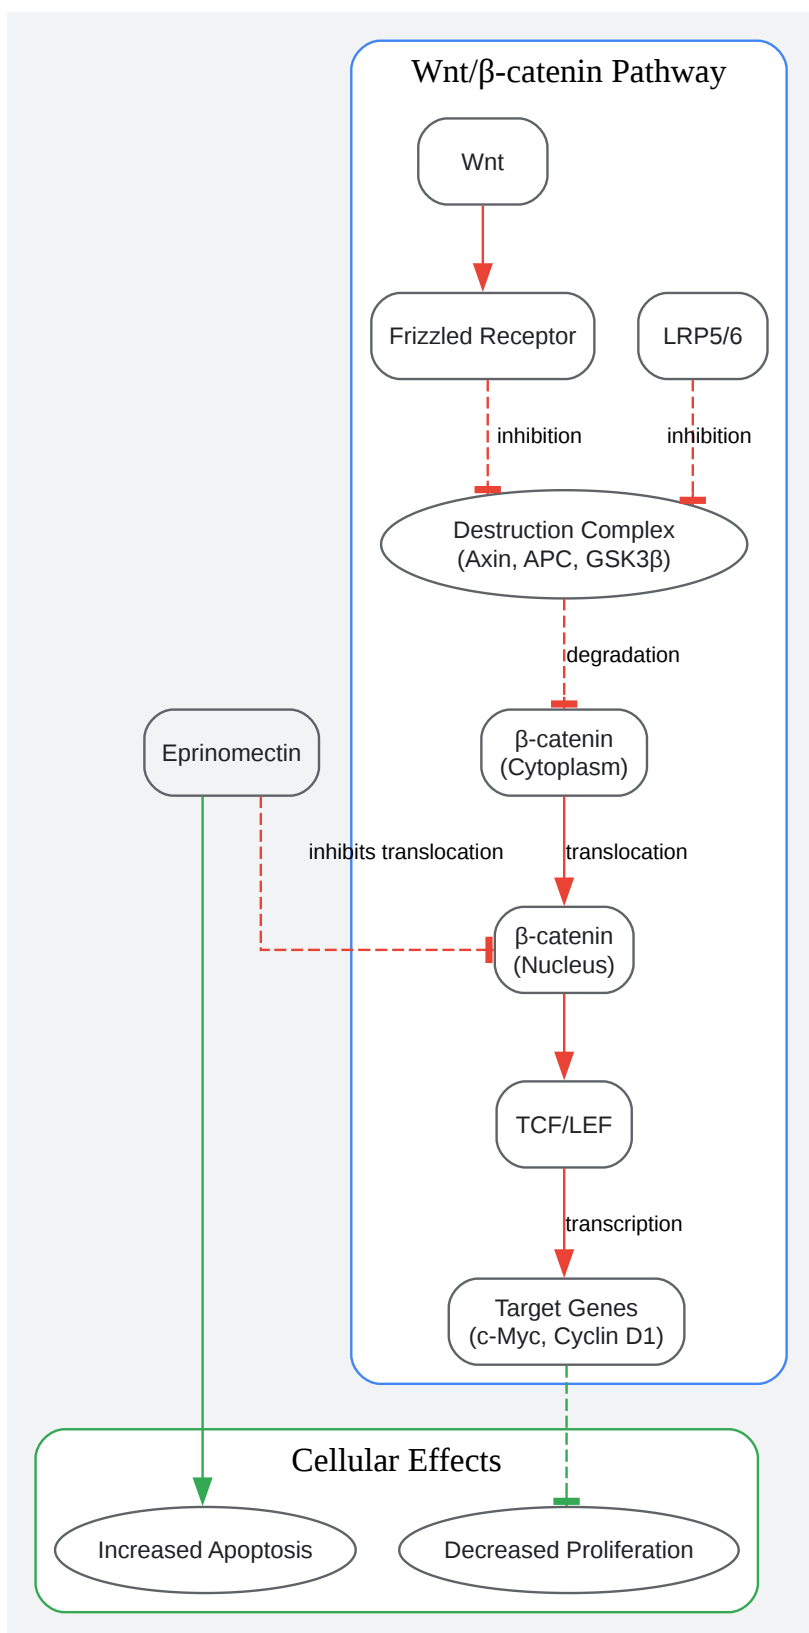 Wnt/β-catenin Pathway
Wnt
Frizzled Receptor
LRP5/6
inhibition
inhibition
Destruction Complex
(Axin, APC, GSK3β)
degradation
Eprinomectin
β-catenin
(Cytoplasm)
inhibits translocation
translocation
β-catenin
(Nucleus)
TCF/LEF
transcription
Target Genes
(c-Myc, Cyclin D1)
Cellular Effects
Increased Apoptosis
Decreased Proliferation